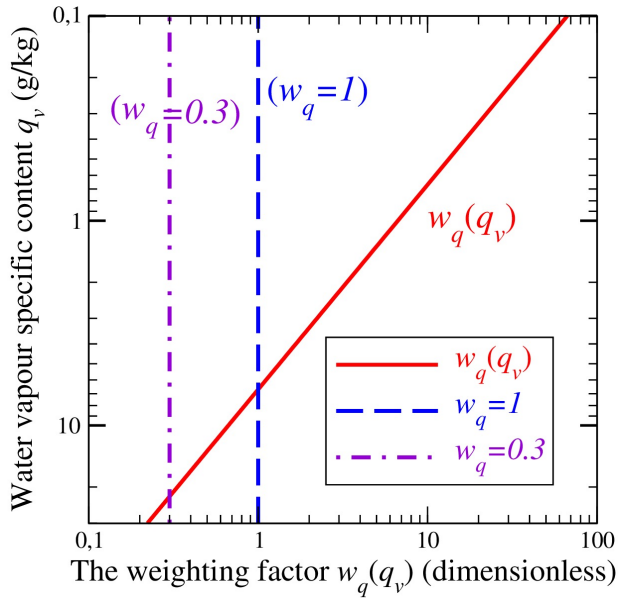 0,1
1
10
Water vapour specific content q_v (g/kg)
(w_q=0.3)
(w_q=1)
w_q(q_v)
w_q(q_v)
w_q=1
w_q=0.3
0,1 1 10 100
The weighting factor w_q(q_v) (dimensionless)